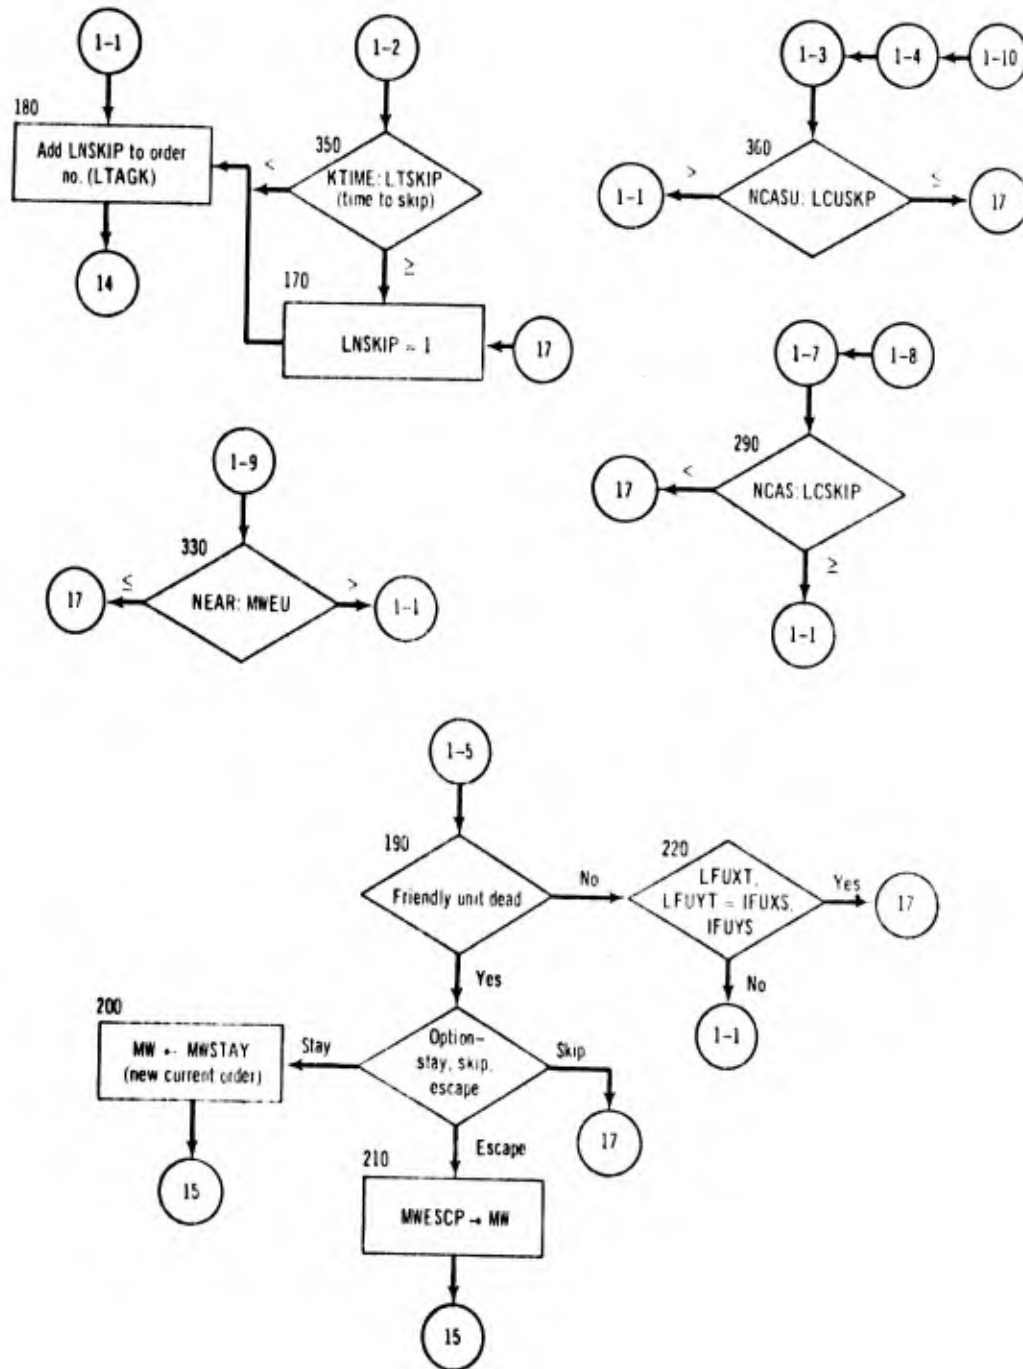 1-1
180
Add LNSKIP to order
no. (LTAGK)
14
1-2
350
KTIME: LTSKIP
(time to skip)
<
≥
170
LNSKIP = 1
17
1-3
1-4
1-10
360
NCASU: LCUSKP
>
1-1
≤
17
1-7
1-8
290
NCAS: LCSKIP
<
17
≥
1-1
1-9
330
NEAR: MWEU
≤
17
>
1-1
1-5
190
Friendly unit dead
No
220
LFUXT,
LFUYT = IFUXS,
IFUYS
Yes
17
No
1-1
Yes
Option-
stay, skip,
escape
Stay
200
MW ← MWSTAY
(new current order)
15
Skip
17
Escape
210
MWESCP → MW
15